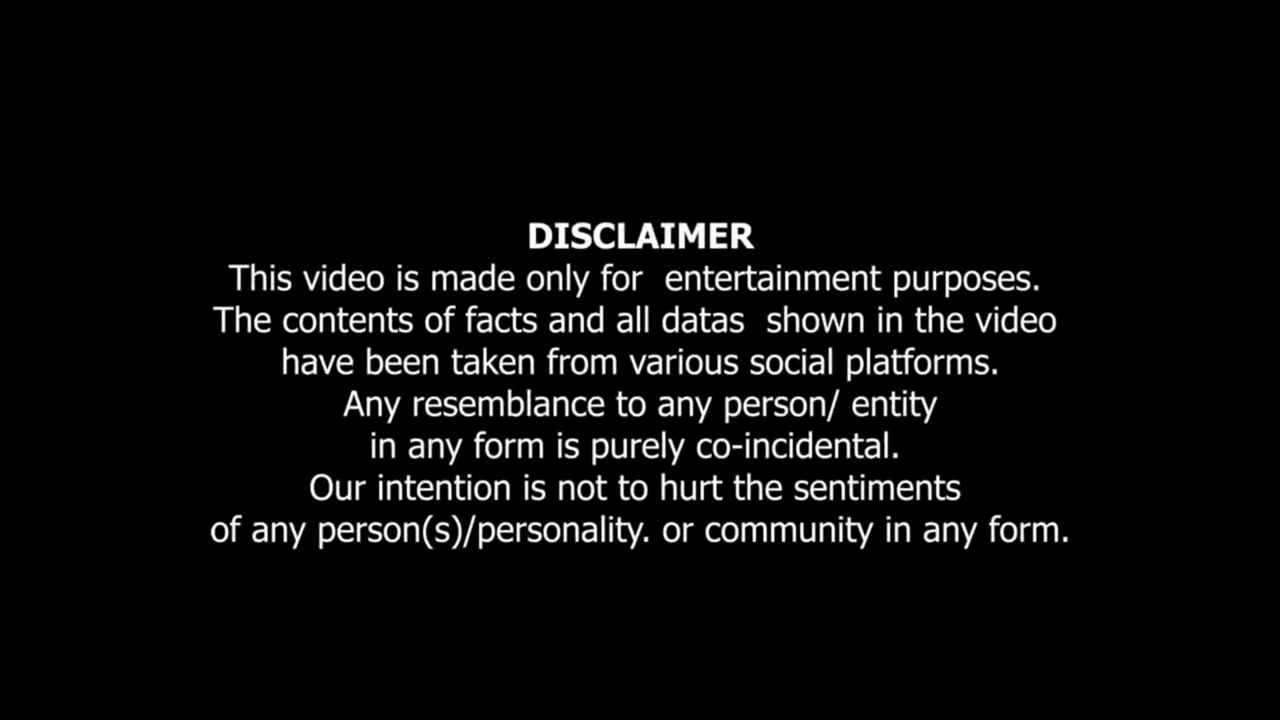 DISCLAIMER
This video is made only for  entertainment purposes.
The contents of facts and all datas  shown in the video
have been taken from various social platforms.
Any resemblance to any person/ entity
in any form is purely co-incidental.
Our intention is not to hurt the sentiments
of any person(s)/personality. or community in any form.